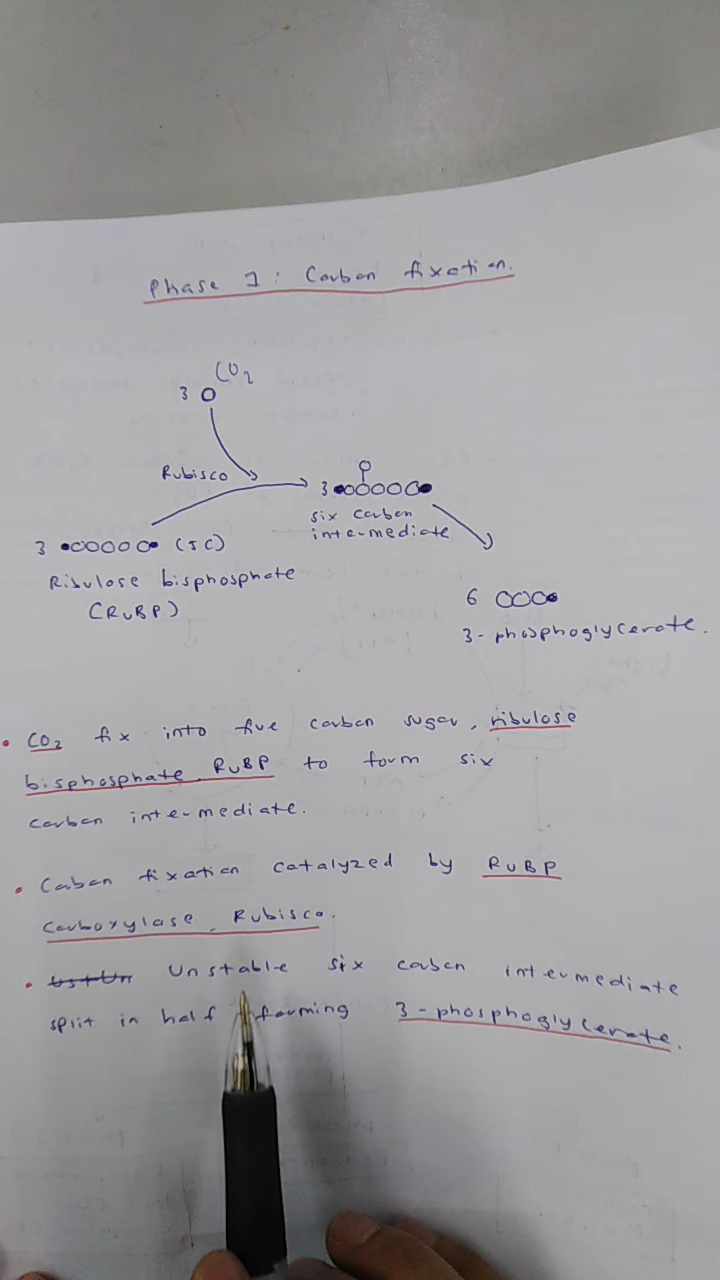 Phase 1: Carbon fixation.
CO2
3
Rubisco
3
six carbon
intermediate
3 (5C)
Ribulose bisphosphate
(RuBP)
6
3-phosphoglycerate.
• CO2 fix into five carbon sugar, ribulose
bisphosphate, RuBP to form six
carbon intermediate.
• Carbon fixation catalyzed by RuBP
carboxylase, Rubisco.
• Unstable six carbon intermediate
split in half forming 3-phosphoglycerate.